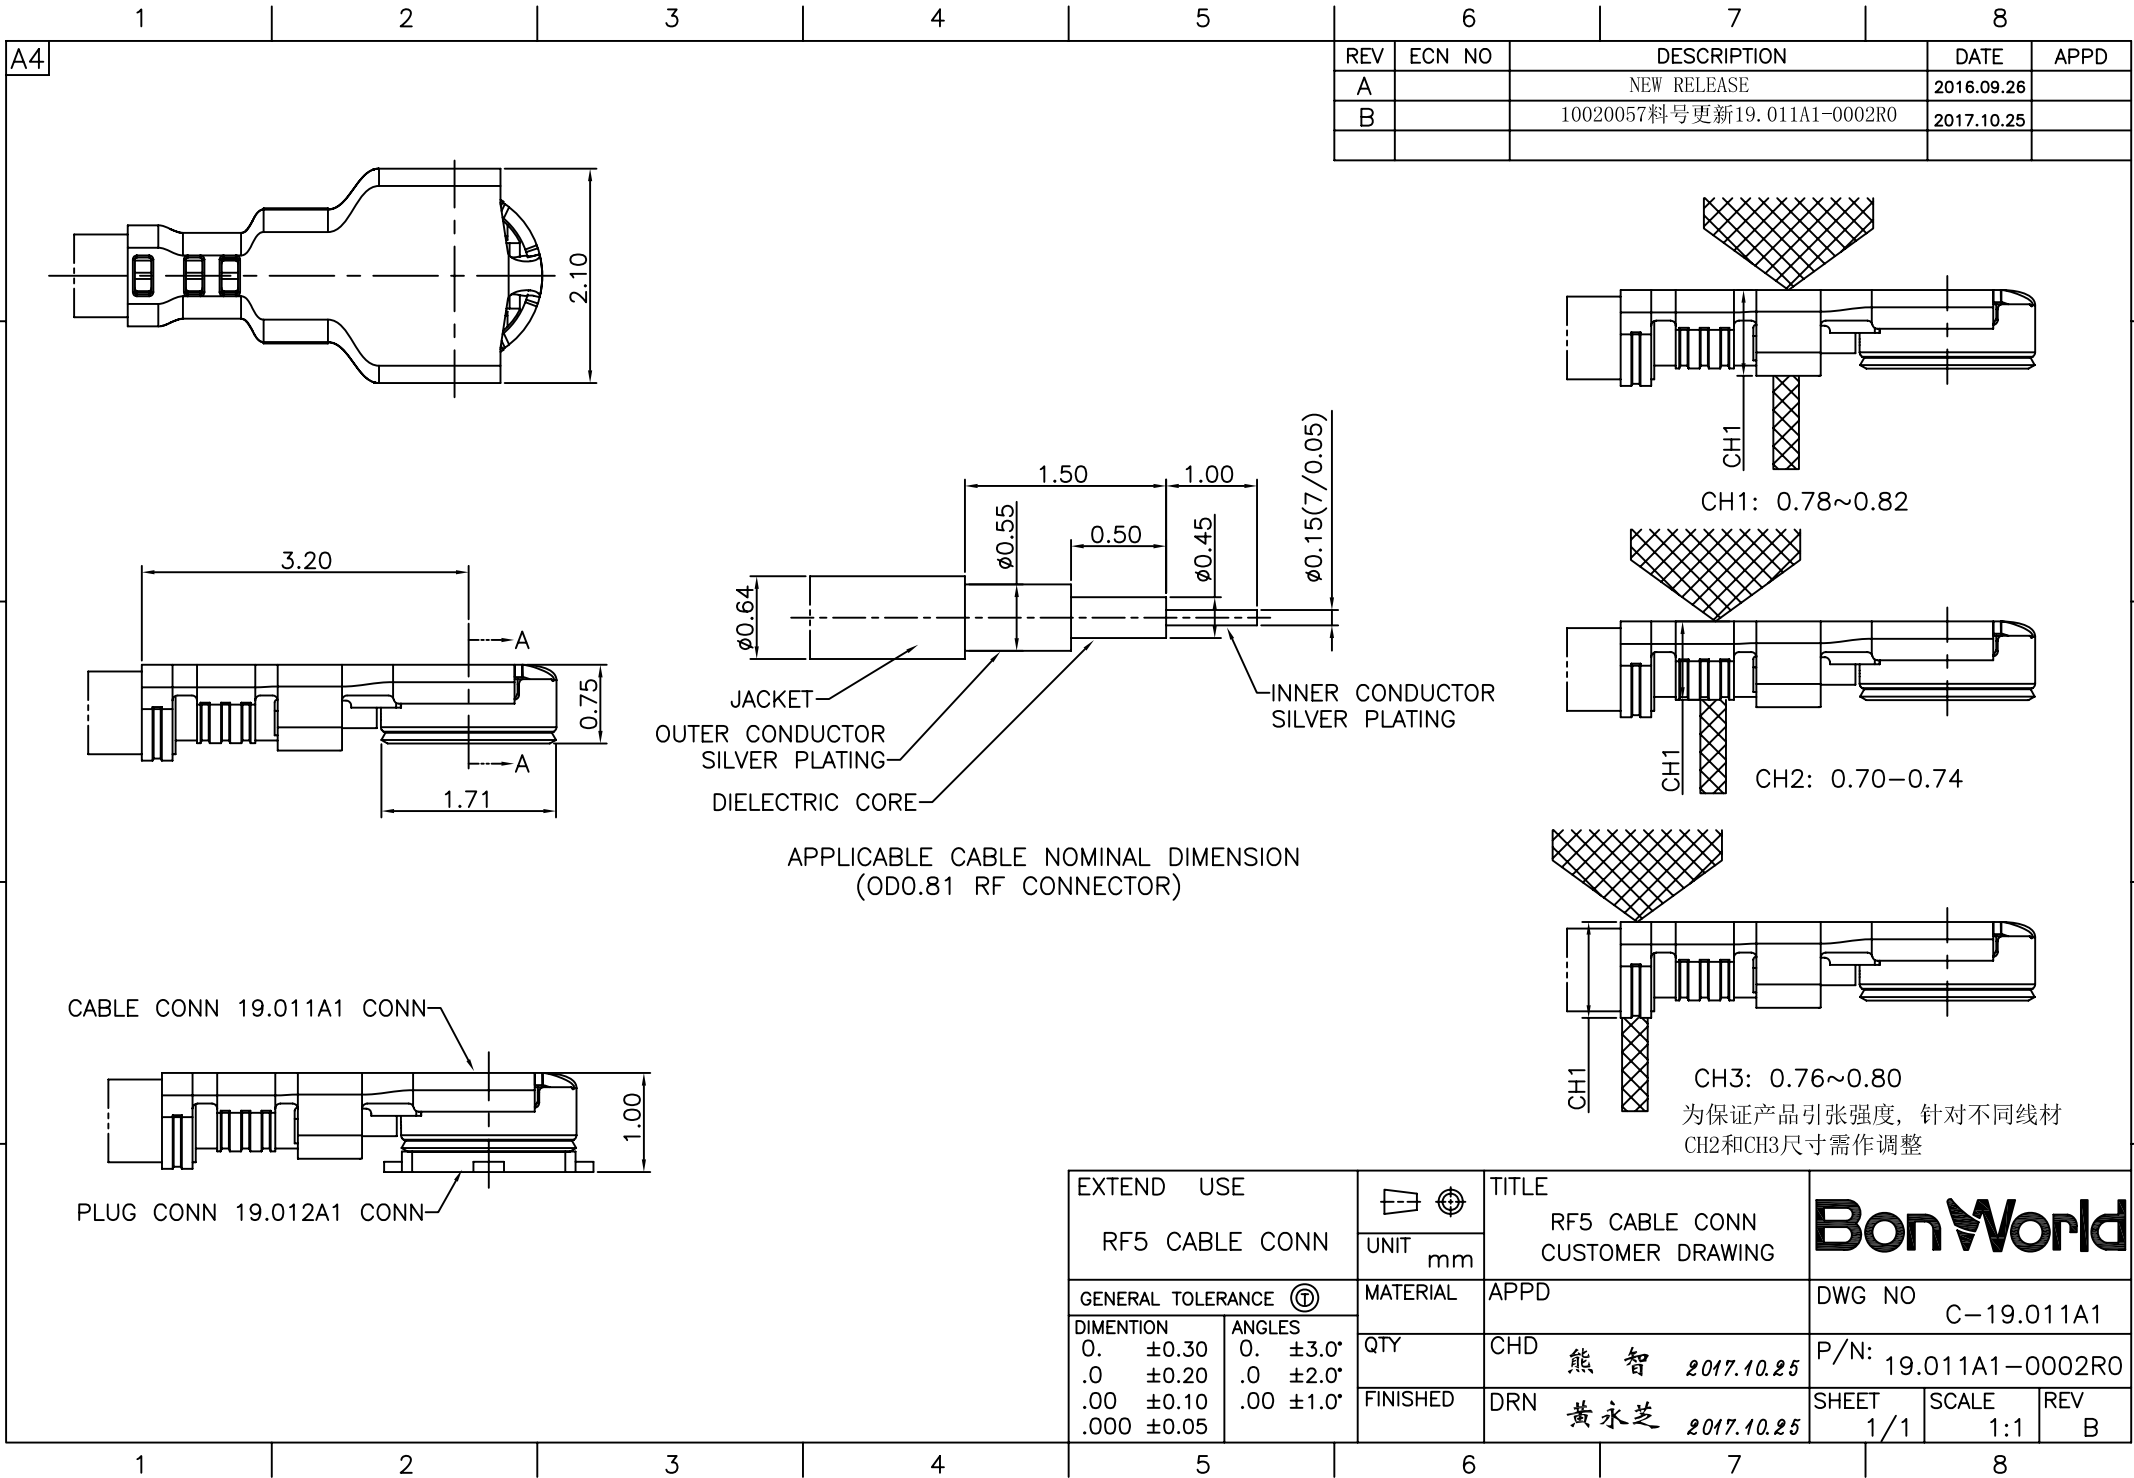 1 2 3 4 5 6 7 8
A4
REV ECN NO DESCRIPTION DATE APPD
A NEW RELEASE 2016.09.26
B 10020057料号更新19.011A1-0002R0 2017.10.25
2.10
CH1
CH1: 0.78~0.82
3.20
A
A
0.75
1.71
1.50
1.00
0.50
ø0.64
ø0.55
ø0.45
ø0.15(7/0.05)
JACKET
OUTER CONDUCTOR
SILVER PLATING
DIELECTRIC CORE
INNER CONDUCTOR
SILVER PLATING
APPLICABLE CABLE NOMINAL DIMENSION
(OD0.81 RF CONNECTOR)
CH1
CH2: 0.70-0.74
CH1
CH3: 0.76~0.80
为保证产品引张强度, 针对不同线材
CH2和CH3尺寸需作调整
CABLE CONN 19.011A1 CONN
1.00
PLUG CONN 19.012A1 CONN
EXTEND USE
RF5 CABLE CONN
GENERAL TOLERANCE T
DIMENTION ANGLES
0. ±0.30 0. ±3.0°
.0 ±0.20 .0 ±2.0°
.00 ±0.10 .00 ±1.0°
.000 ±0.05
UNIT mm
MATERIAL
QTY
FINISHED
TITLE
RF5 CABLE CONN
CUSTOMER DRAWING
APPD
CHD 熊 智 2017.10.25
DRN 黄永芝 2017.10.25
BonWorld
DWG NO C-19.011A1
P/N: 19.011A1-0002R0
SHEET SCALE REV
1/1 1:1 B
1 2 3 4 5 6 7 8